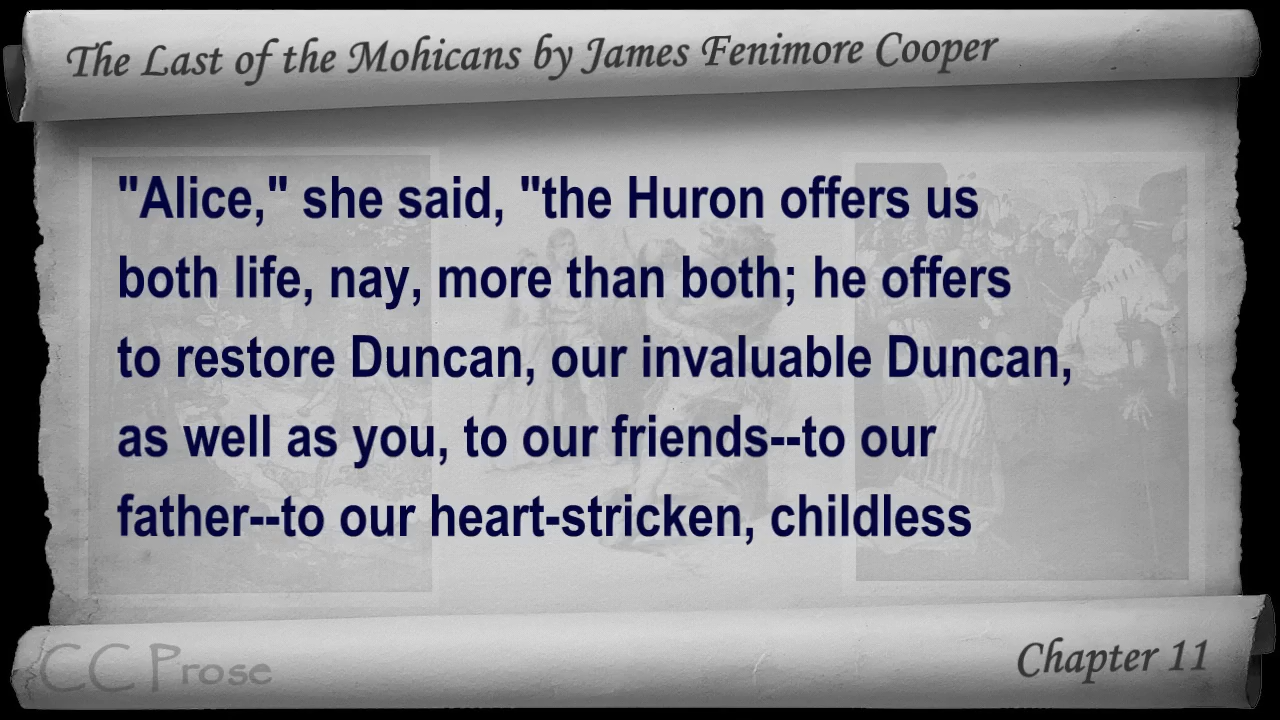 The Last of the Mohicans by James Fenimore Cooper
"Alice," she said, "the Huron offers us
both life, nay, more than both; he offers
to restore Duncan, our invaluable Duncan,
as well as you, to our friends--to our
father--to our heart-stricken, childless
CC Prose
Chapter 11